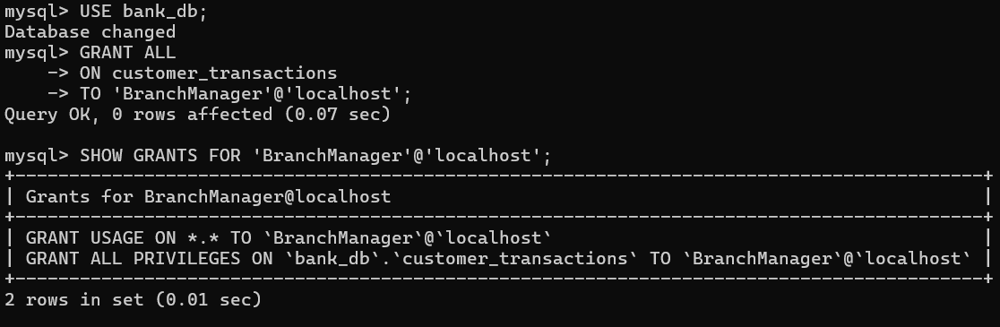 mysql> USE bank_db;
Database changed
mysql> GRANT ALL
    -> ON customer_transactions
    -> TO 'BranchManager'@'localhost';
Query OK, 0 rows affected (0.07 sec)

mysql> SHOW GRANTS FOR 'BranchManager'@'localhost';
+------------------------------------------------------------------------------------------+
| Grants for BranchManager@localhost                                                       |
+------------------------------------------------------------------------------------------+
| GRANT USAGE ON *.* TO `BranchManager`@`localhost`                                        |
| GRANT ALL PRIVILEGES ON `bank_db`.`customer_transactions` TO `BranchManager`@`localhost` |
+------------------------------------------------------------------------------------------+
2 rows in set (0.01 sec)